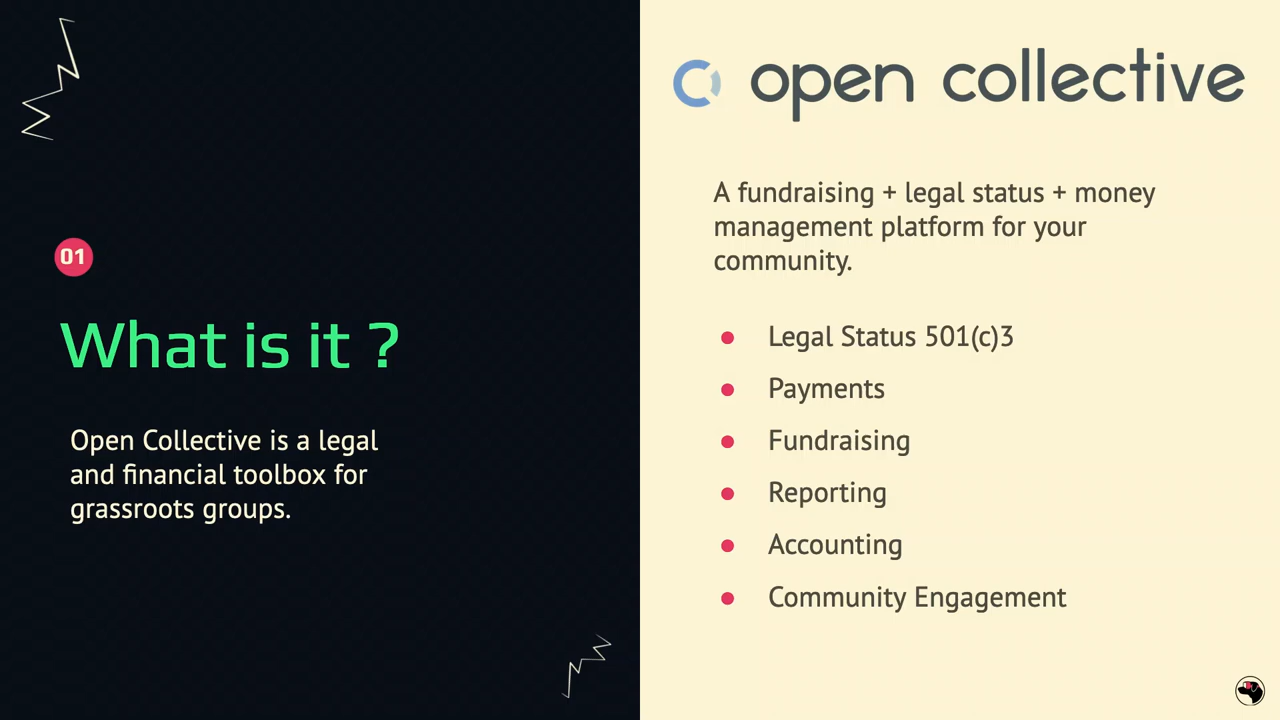 01
What is it ?
Open Collective is a legal
and financial toolbox for
grassroots groups.
open collective
A fundraising + legal status + money
management platform for your
community.
● Legal Status 501(c)3
● Payments
● Fundraising
● Reporting
● Accounting
● Community Engagement